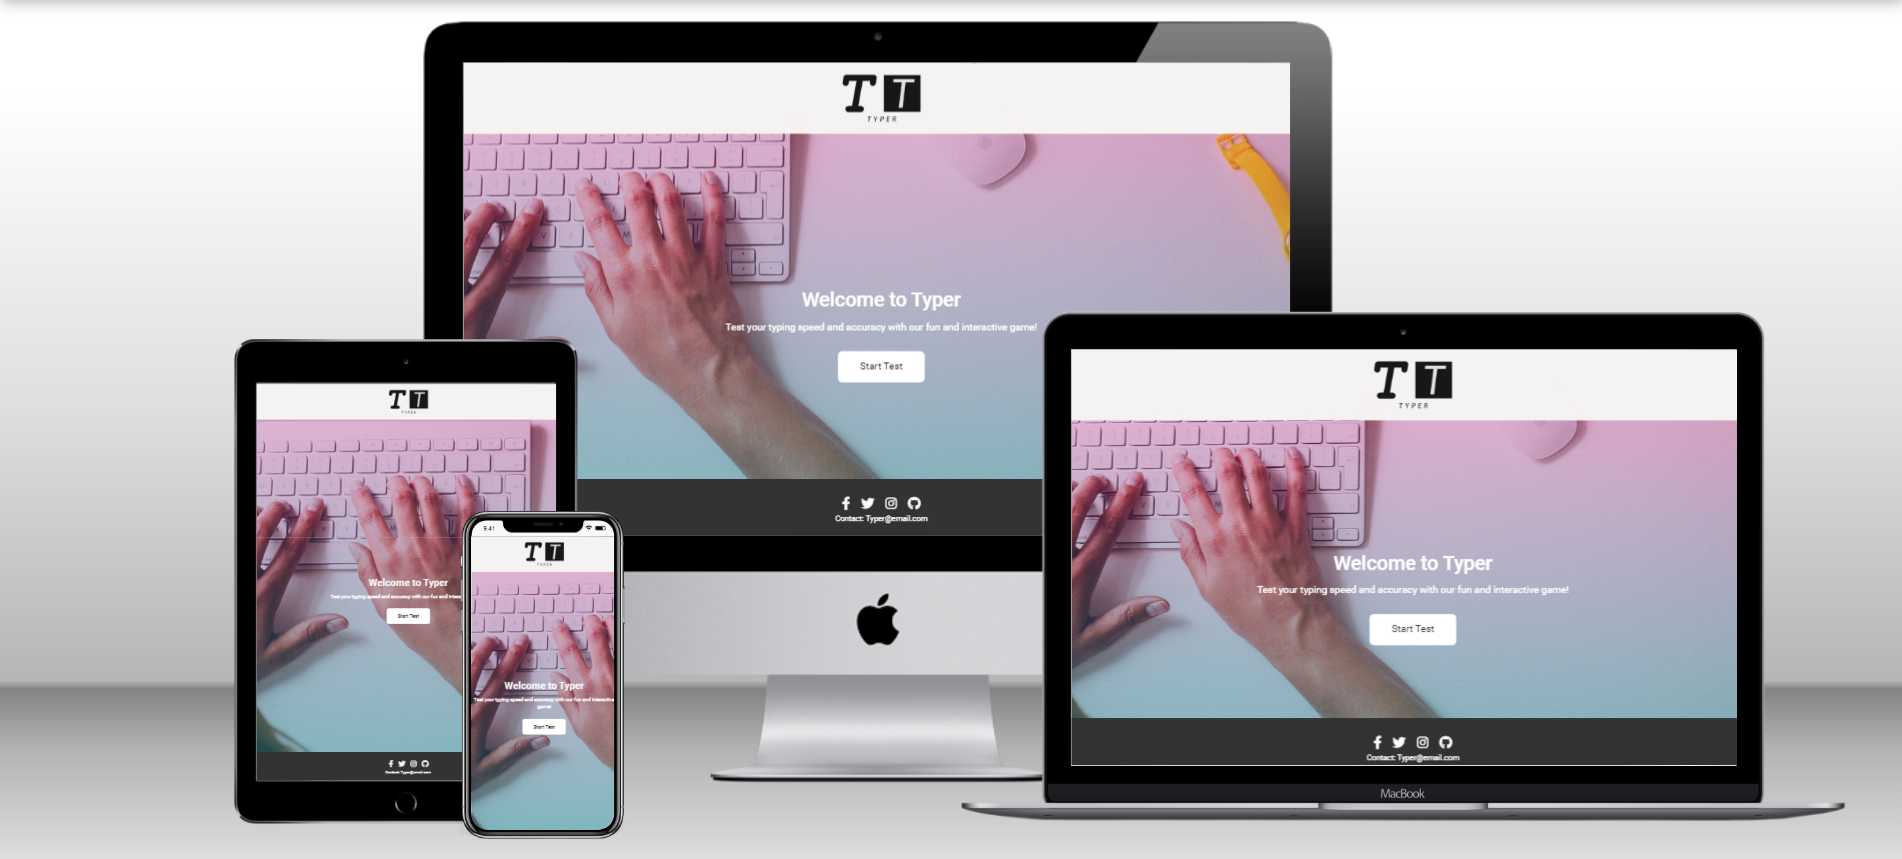 T T
TYPER
Welcome to Typer
Test your typing speed and accuracy with our fun and interactive game!
Start Test
Contact: Typer@email.com
T T
TYPER
Welcome to Typer
Test your typing speed and accuracy with our fun and interac
Start Test
Contact: Typer@email.com
9:41
T T
TYPER
Welcome to Typer
Test your typing speed and accuracy with our fun and interactive
game!
Start Test
T T
TYPER
Welcome to Typer
Test your typing speed and accuracy with our fun and interactive game!
Start Test
Contact: Typer@email.com
MacBook